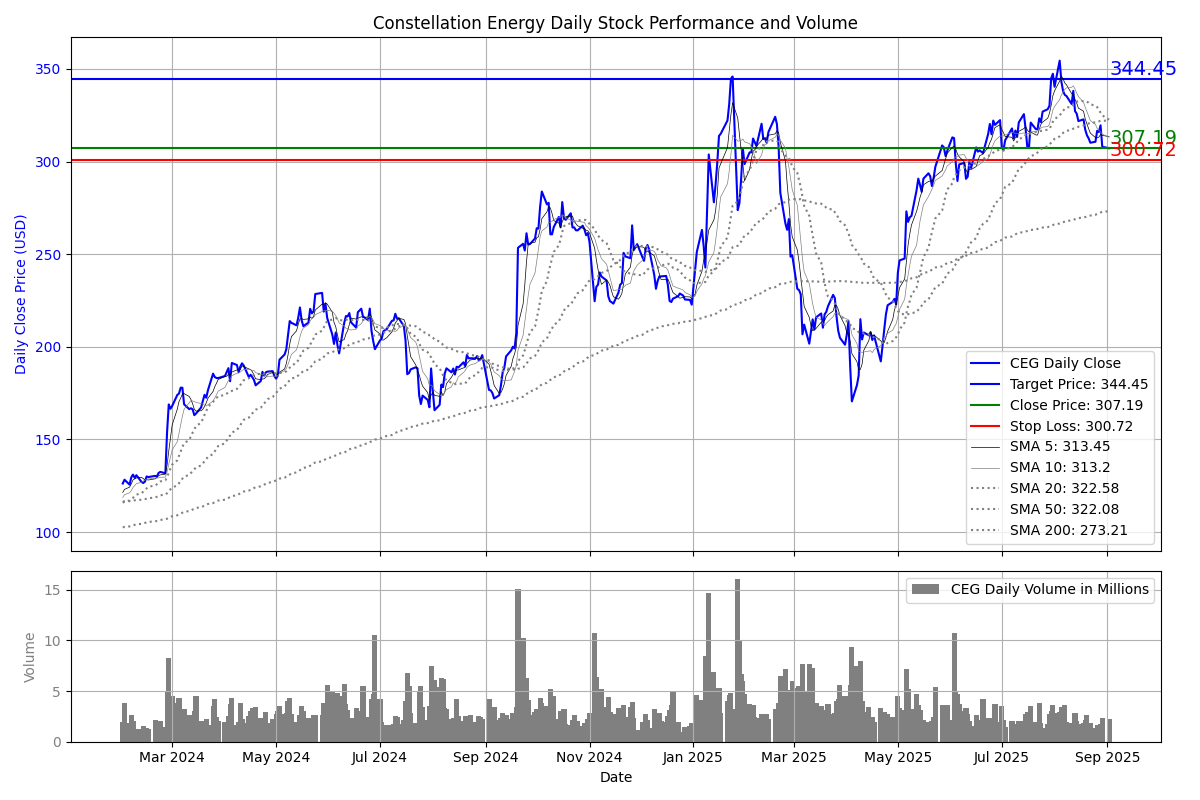 Constellation Energy Daily Stock Performance and Volume
Daily Close Price (USD)
350
300
250
200
150
100
344.45
307.19
300.72
CEG Daily Close
Target Price: 344.45
Close Price: 307.19
Stop Loss: 300.72
SMA 5: 313.45
SMA 10: 313.2
SMA 20: 322.58
SMA 50: 322.08
SMA 200: 273.21
Volume
15
10
5
0
CEG Daily Volume in Millions
Mar 2024 May 2024 Jul 2024 Sep 2024 Nov 2024 Jan 2025 Mar 2025 May 2025 Jul 2025 Sep 2025
Date